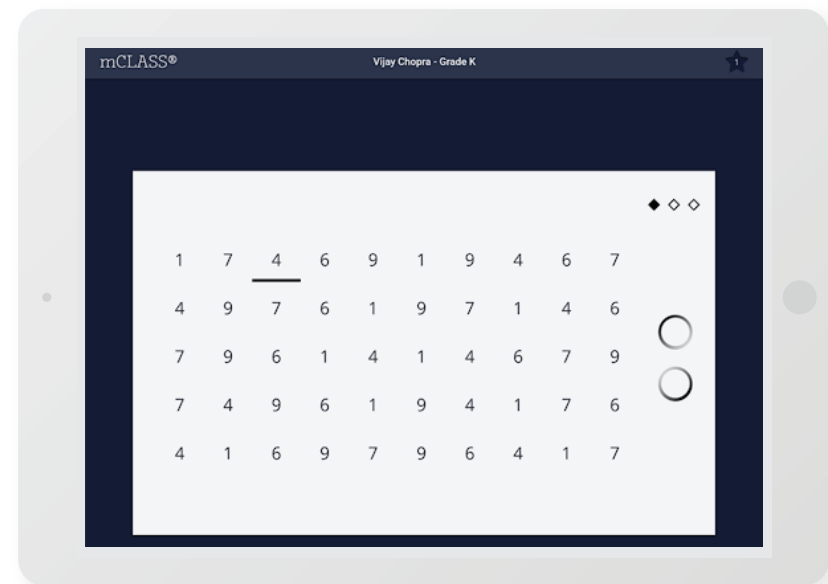 mCLASS®
Vijay Chopra - Grade K
1
1 7 4 6 9 1 9 4 6 7
4 9 7 6 1 9 7 1 4 6
7 9 6 1 4 1 4 6 7 9
7 4 9 6 1 9 4 1 7 6
4 1 6 9 7 9 6 4 1 7